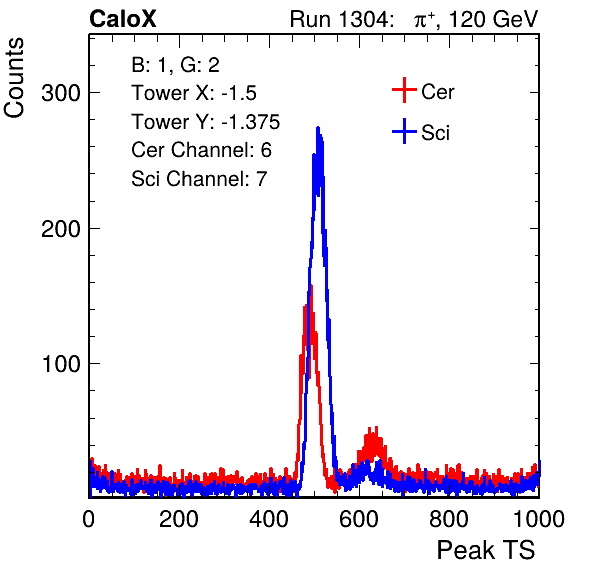 CaloX Run 1304: π⁺, 120 GeV
Counts
B: 1, G: 2
Tower X: -1.5
Tower Y: -1.375
Cer Channel: 6
Sci Channel: 7
Cer
Sci
300
200
100
0 200 400 600 800 1000
Peak TS